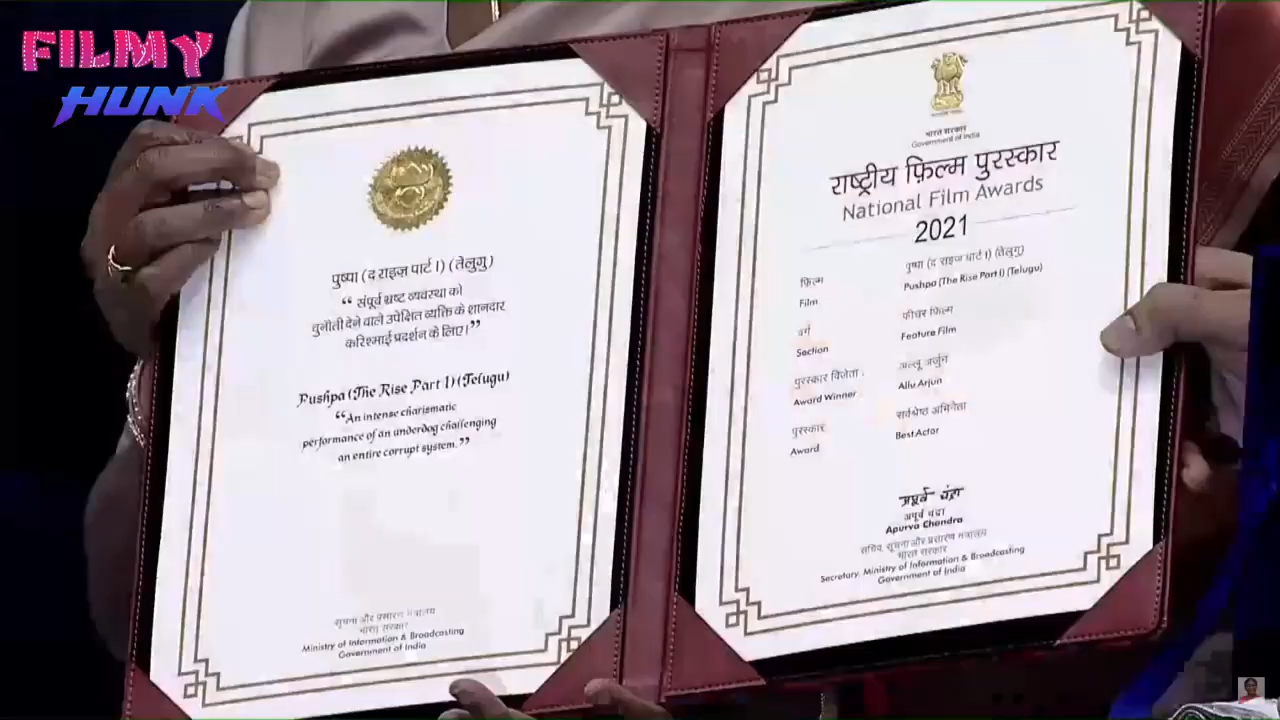 FILMY
HUNK
पुष्पा (द राइज़ पार्ट I) (तेलुगु)
“ संपूर्ण भ्रष्ट व्यवस्था को
चुनौती देने वाले उपेक्षित व्यक्ति के शानदार
करिश्माई प्रदर्शन के लिए।”
Pushpa (The Rise Part I) (Telugu)
“An intense charismatic
performance of an underdog challenging
an entire corrupt system.”
सूचना और प्रसारण मंत्रालय
भारत सरकार
Ministry of Information & Broadcasting
Government of India
भारत सरकार
Government of India
राष्ट्रीय फ़िल्म पुरस्कार
National Film Awards
2021
फ़िल्म पुष्पा (द राइज पार्ट I) (तेलुगु)
Film Pushpa (The Rise Part I) (Telugu)
वर्ग फीचर फिल्म
Section Feature Film
पुरस्कार विजेता : अल्लू अर्जुन
Award Winner Allu Arjun
पुरस्कार सर्वश्रेष्ठ अभिनेता
Award Best Actor
अपूर्व चंद्रा
अपूर्व चंद्रा
Apurva Chandra
सचिव, सूचना और प्रसारण मंत्रालय
भारत सरकार
Secretary, Ministry of Information & Broadcasting
Government of India